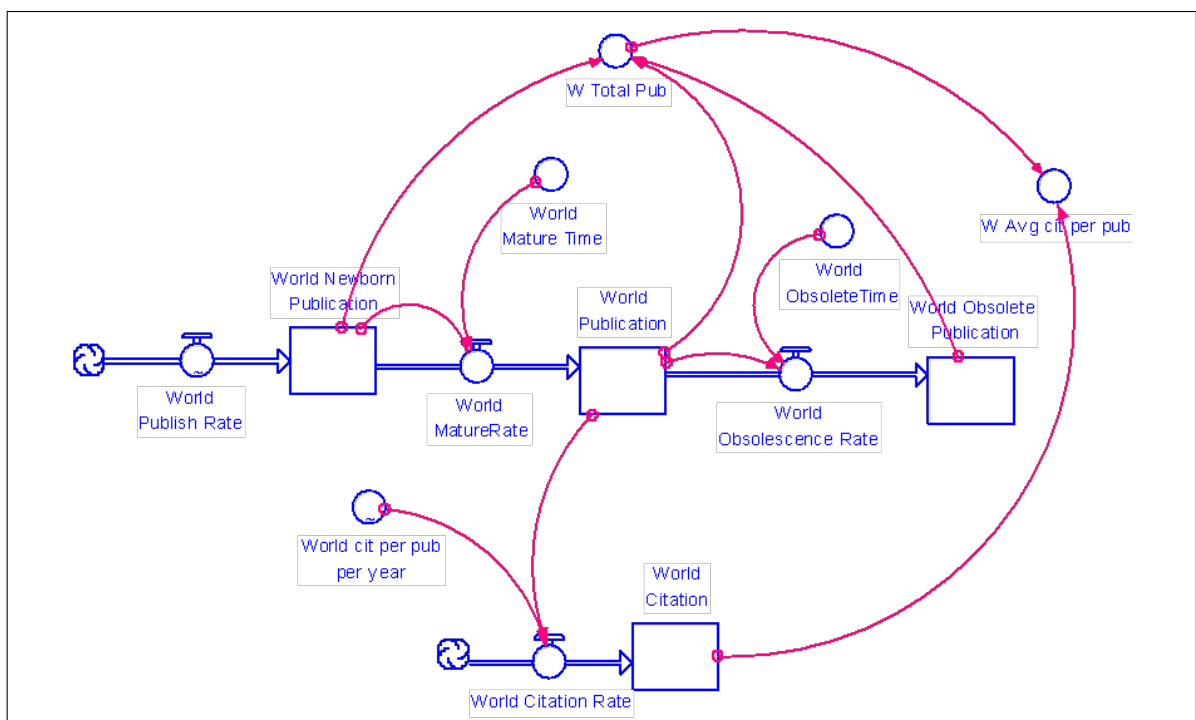 W Total Pub
World
Mature Time
W Avg cit per pub
World
ObsoleteTime
World Newborn
Publication
World
Publication
World Obsolete
Publication
World
Publish Rate
World
MatureRate
World
Obsolescence Rate
World cit per pub
per year
World
Citation
World Citation Rate